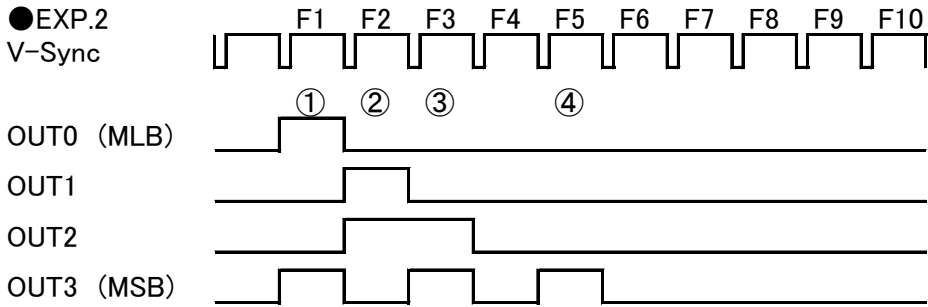 ●EXP.2 F1 F2 F3 F4 F5 F6 F7 F8 F9 F10
V-Sync
① ② ③ ④
OUT0 (MLB)
OUT1
OUT2
OUT3 (MSB)